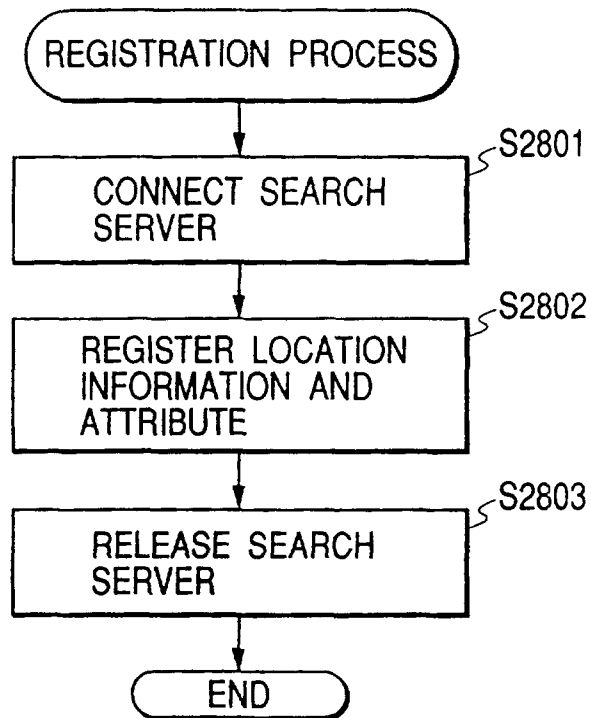 REGISTRATION PROCESS
S2801
CONNECT SEARCH
SERVER
S2802
REGISTER LOCATION
INFORMATION AND
ATTRIBUTE
S2803
RELEASE SEARCH
SERVER
END